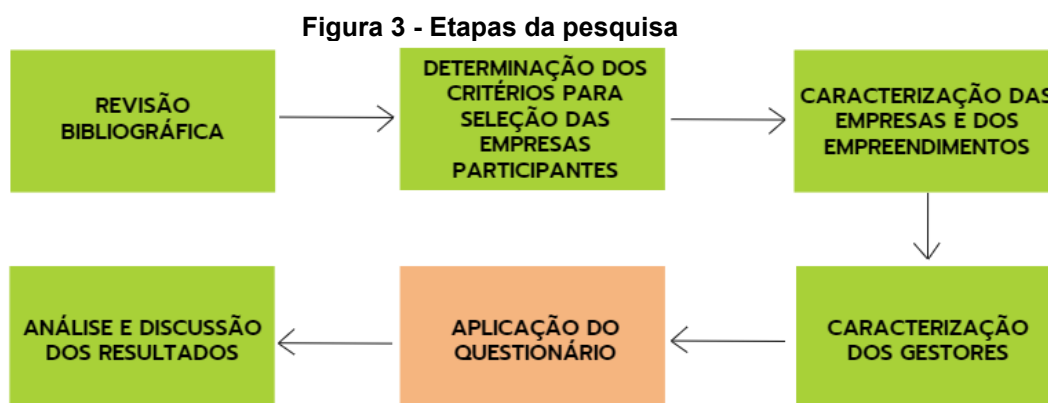 Figura 3 - Etapas da pesquisa
REVISÃO
BIBLIOGRÁFICA
DETERMINAÇÃO DOS
CRITÉRIOS PARA
SELEÇÃO DAS
EMPRESAS
PARTICIPANTES
CARACTERIZAÇÃO DAS
EMPRESAS E DOS
EMPREENDIMENTOS
CARACTERIZAÇÃO
DOS GESTORES
APLICAÇÃO DO
QUESTIONÁRIO
ANÁLISE E DISCUSSÃO
DOS RESULTADOS